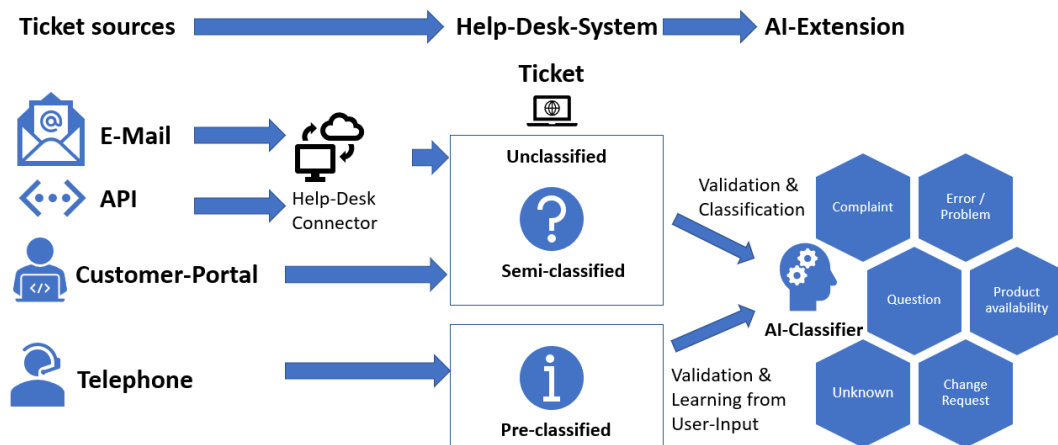 Ticket sources
Help-Desk-System
AI-Extension
Ticket
E-Mail
API
Help-Desk
Connector
Customer-Portal
Telephone
Unclassified
?
Semi-classified
i
Pre-classified
Validation &
Classification
AI-Classifier
Validation &
Learning from
User-Input
Complaint
Error /
Problem
Question
Product
availability
Unknown
Change
Request